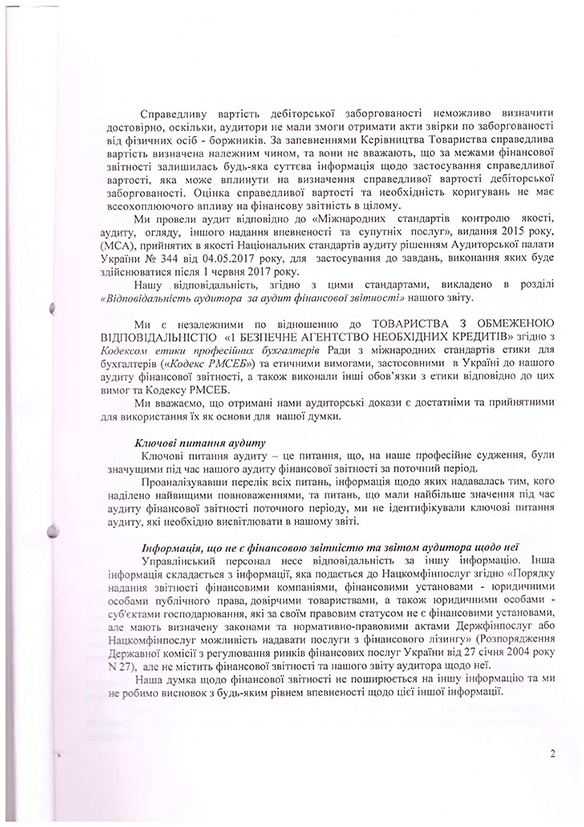 Справедливу вартість дебіторської заборгованості неможливо визначити
достовірно, оскільки, аудитори не мали змоги отримати акти звірки по заборгованості
від фізичних осіб - боржників. За запевненнями Керівництва Товариства справедлива
вартість визначена належним чином, та вони не вважають, що за межами фінансової
звітності залишилась будь-яка суттєва інформація щодо застосування справедливої
вартості, яка може вплинути на визначення справедливої вартості дебіторської
заборгованості. Оцінка справедливої вартості та необхідність коригувань не має
всеохоплюючого впливу на фінансову звітність в цілому.
Ми провели аудит відповідно до «Міжнародних стандартів контролю якості,
аудиту, огляду, іншого надання впевненості та супутніх послуг», видання 2015 року,
(МСА), прийнятих в якості Національних стандартів аудиту рішенням Аудиторської палати
України № 344 від 04.05.2017 року, для застосування до завдань, виконання яких буде
здійснюватися після 1 червня 2017 року.
Нашу відповідальність, згідно з цими стандартами, викладено в розділі
«Відповідальність аудитора за аудит фінансової звітності» нашого звіту.
Ми є незалежними по відношенню до ТОВАРИСТВА З ОБМЕЖЕНОЮ
ВІДПОВІДАЛЬНІСТЮ «1 БЕЗПЕЧНЕ АГЕНТСТВО НЕОБХІДНИХ КРЕДИТІВ» згідно з
Кодексом етики професійних бухгалтерів Ради з міжнародних стандартів етики для
бухгалтерів («Кодекс РМСЕБ») та етичними вимогами, застосовними в Україні до нашого
аудиту фінансової звітності, а також виконали інші обов’язки з етики відповідно до цих
вимог та Кодексу РМСЕБ.
Ми вважаємо, що отримані нами аудиторські докази є достатніми та прийнятними
для використання їх як основи для нашої думки.
Ключові питання аудиту
Ключові питання аудиту – це питання, що, на наше професійне судження, були
значущими під час нашого аудиту фінансової звітності за поточний період.
Проаналізувавши перелік всіх питань, інформація щодо яких надавалась тим, кого
наділено найвищими повноваженнями, та питань, що мали найбільше значення під час
аудиту фінансової звітності поточного періоду, ми не ідентифікували ключові питання
аудиту, які необхідно висвітлювати в нашому звіті.
Інформація, що не є фінансовою звітністю та звітом аудитора щодо неї
Управлінський персонал несе відповідальність за іншу інформацію. Інша
інформація складається з інформації, яка подається до Нацкомфінпослуг згідно «Порядку
надання звітності фінансовими компаніями, фінансовими установами - юридичними
особами публічного права, довірчими товариствами, а також юридичними особами -
суб'єктами господарювання, які за своїм правовим статусом не є фінансовими установами,
але мають визначену законами та нормативно-правовими актами Держфінпослуг або
Нацкомфінпослуг можливість надавати послуги з фінансового лізингу» (Розпорядження
Державної комісії з регулювання ринків фінансових послуг України від 27 січня 2004 року
N 27), але не містить фінансової звітності та нашого звіту аудитора щодо неї.
Наша думка щодо фінансової звітності не поширюється на іншу інформацію та ми
не робимо висновок з будь-яким рівнем впевненості щодо цієї іншої інформації.
2